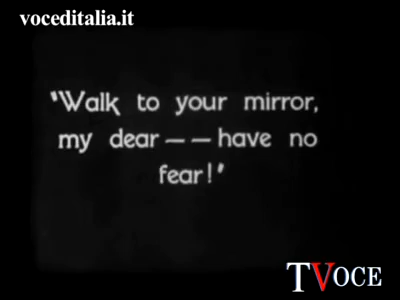 voceditalia.it
'Walk to your mirror,
my dear -- have no
fear!'
TVOCE